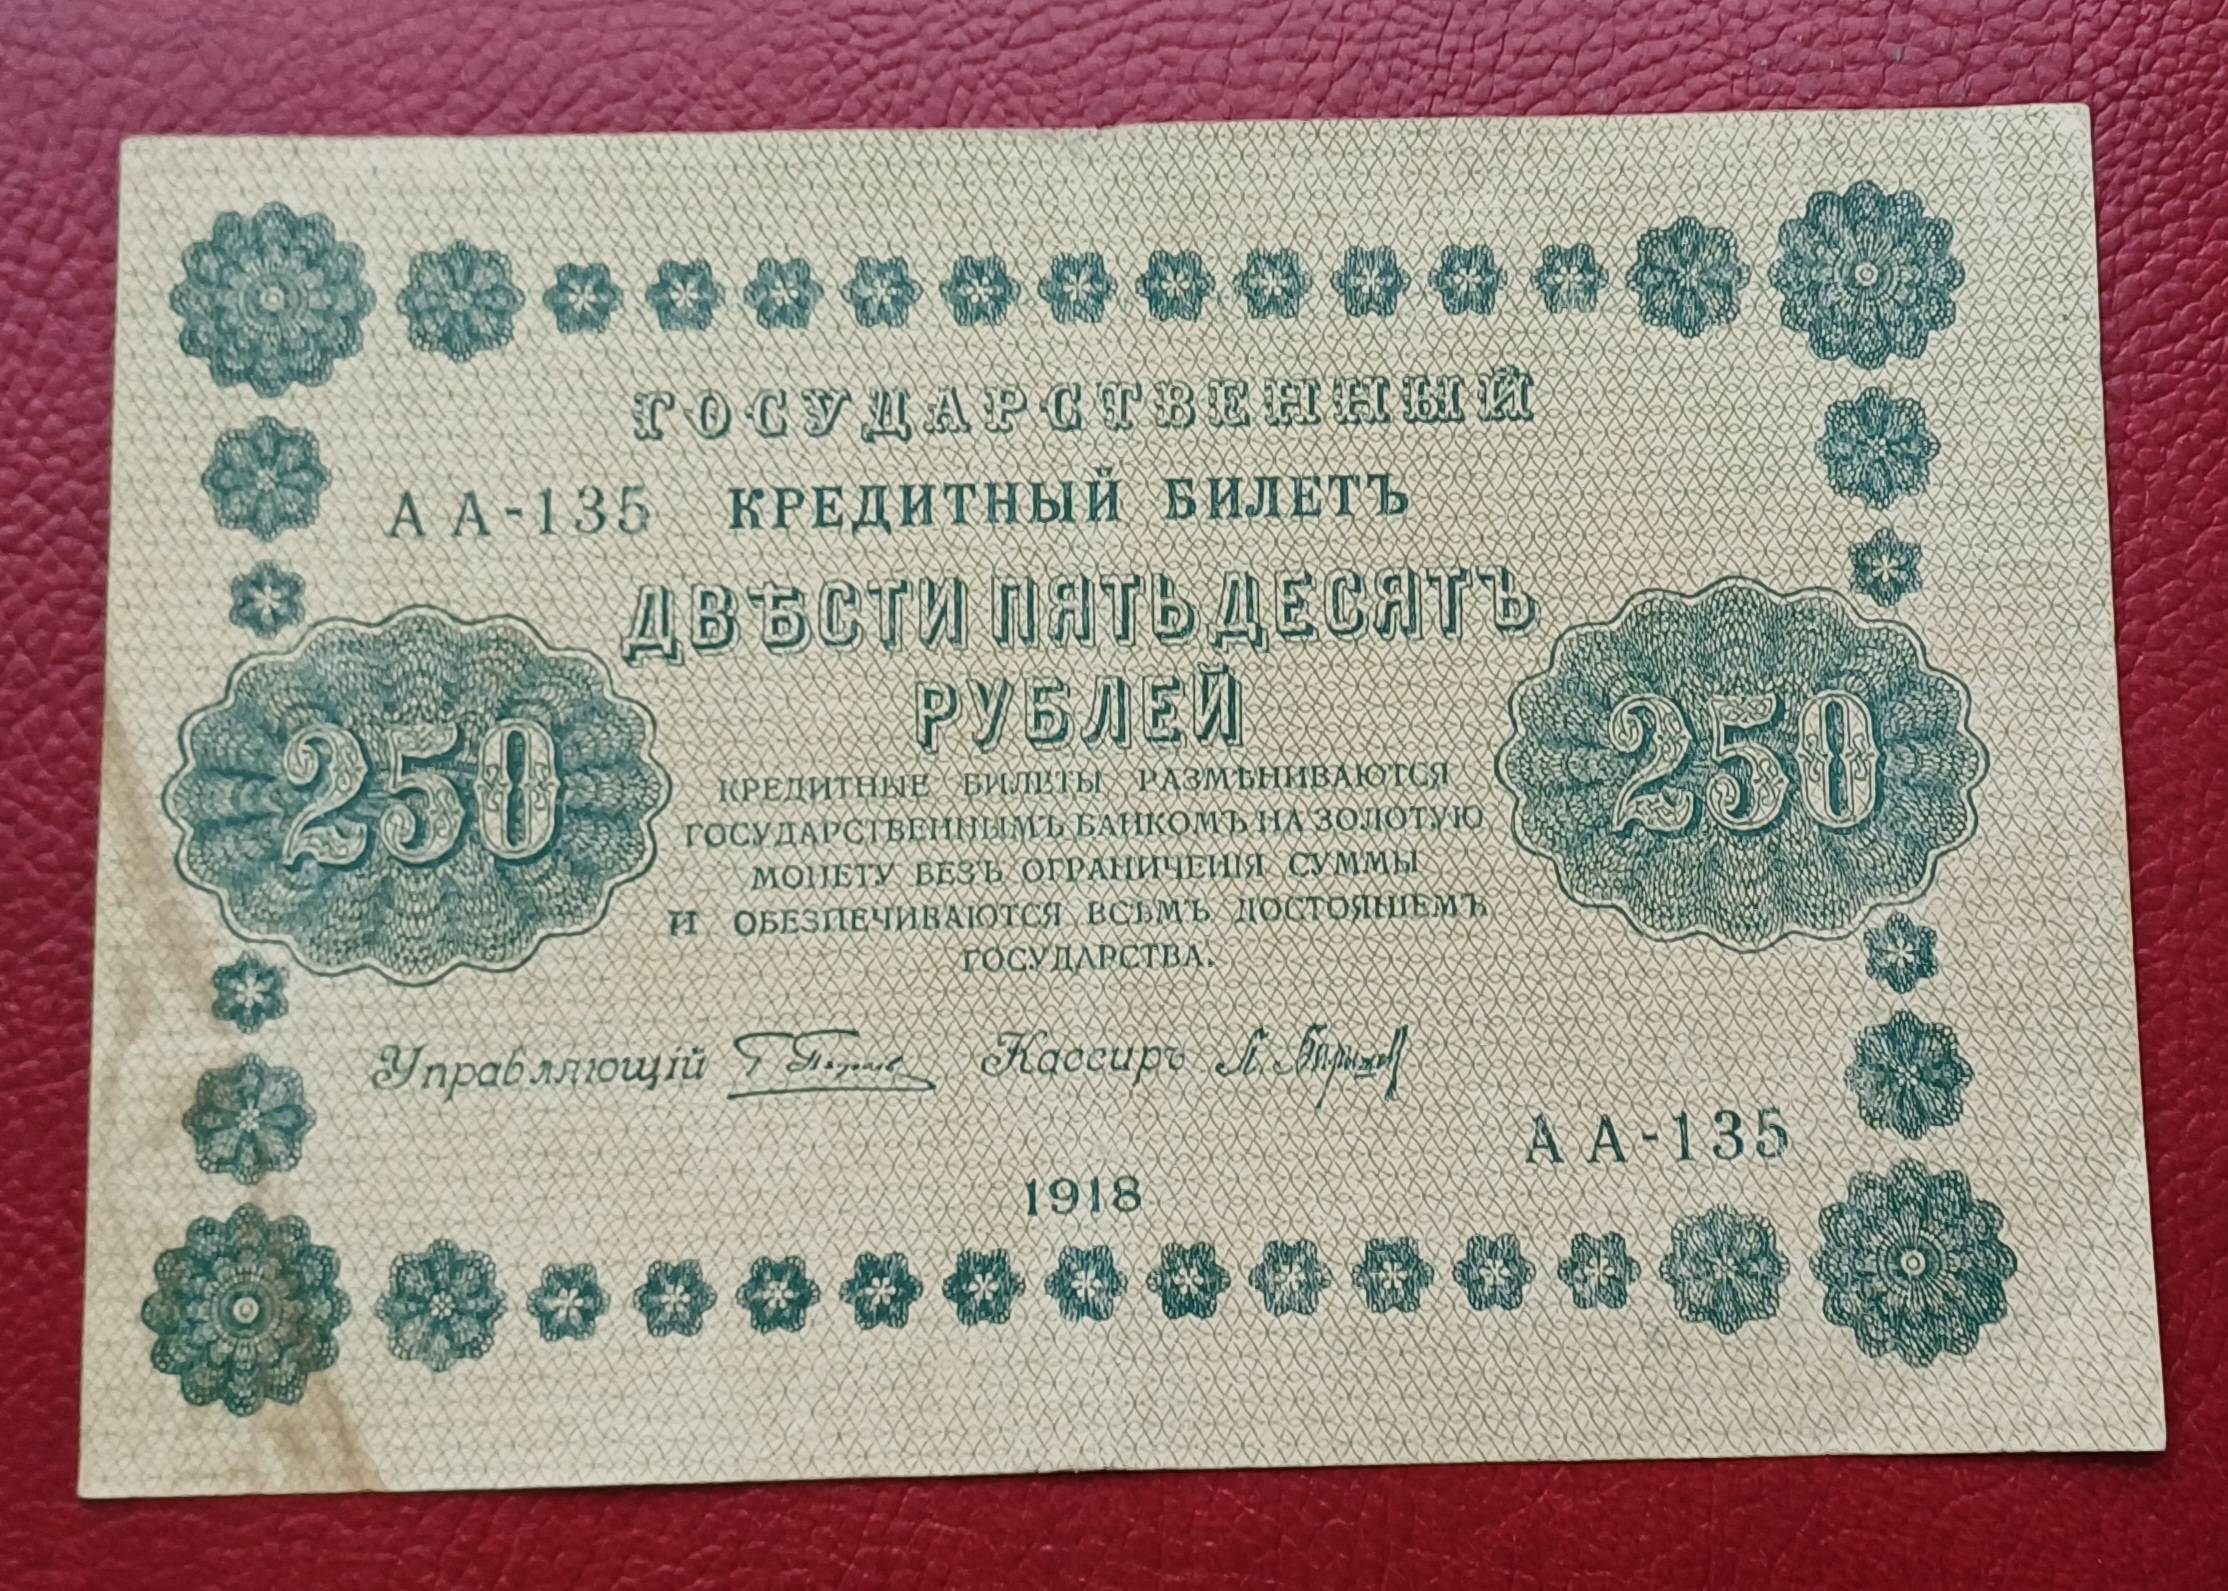 ГОСУДАРСТВЕННЫЙ
АА-135 КРЕДИТНЫЙ БИЛЕТЪ
ДВѢСТИ ПЯТЬДЕСЯТЪ
РУБЛЕЙ
250
250
КРЕДИТНЫЕ БИЛЕТЫ РАЗМѢНИВАЮТСЯ
ГОСУДАРСТВЕННЫМЪ БАНКОМЪ НА ЗОЛОТУЮ
МОНЕТУ БЕЗЪ ОГРАНИЧЕНІЯ СУММЫ
И ОБЕЗПЕЧИВАЮТСЯ ВСѢМЪ ДОСТОЯНІЕМЪ
ГОСУДАРСТВА.
Управляющій Кассиръ
АА-135
1918